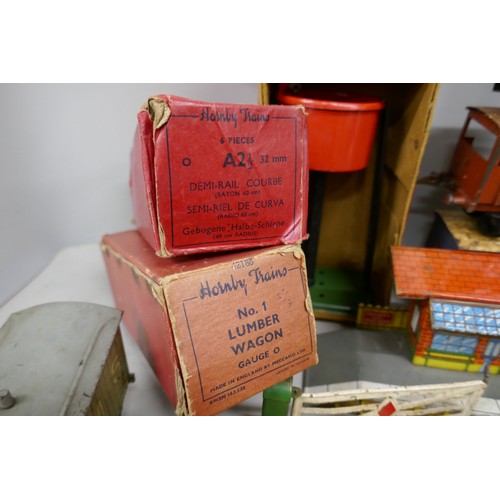 Hornby Trains
6 PIECES
O A2½ 32 mm
DEMI-RAIL COURBE
SEMI-RIEL DE CURVA
Gebogene Halbe-Schiene
Hornby Trains
No. 1
LUMBER
WAGON
GAUGE O
MADE IN ENGLAND BY MECCANO LTD.